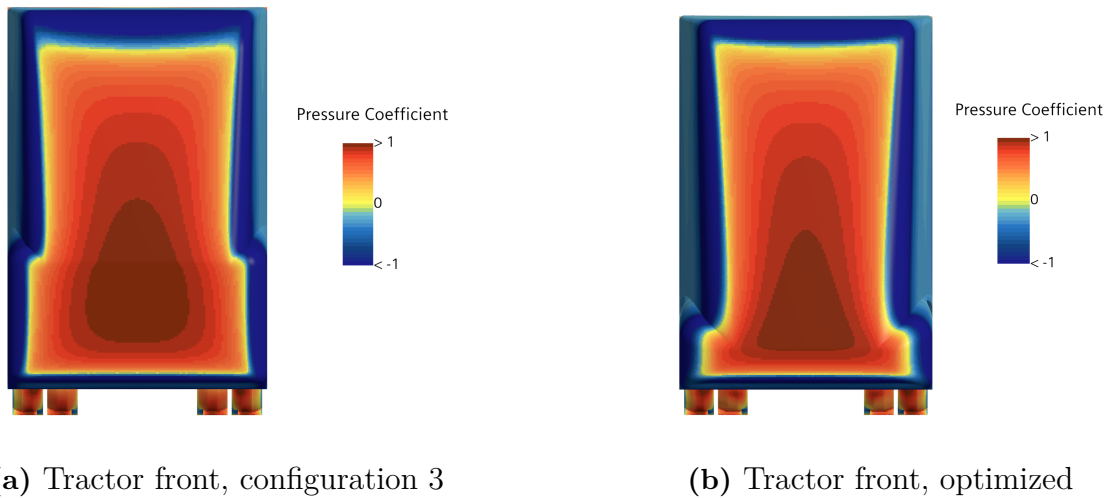 Pressure Coefficient
> 1
0
< -1
Pressure Coefficient
> 1
0
< -1
a) Tractor front, configuration 3
(b) Tractor front, optimized